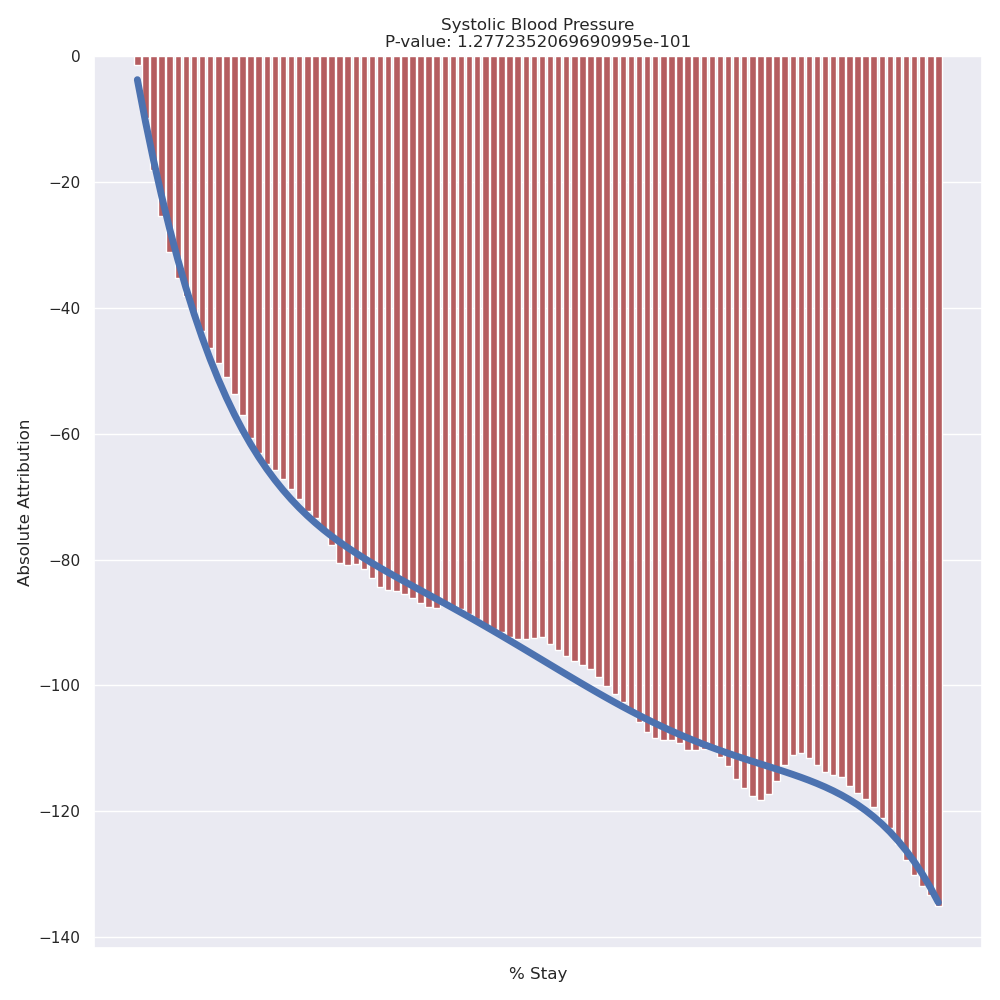 Systolic Blood Pressure
P-value: 1.2772352069690995e-101
0
−20
−40
−60
−80
−100
−120
−140
Absolute Attribution
% Stay